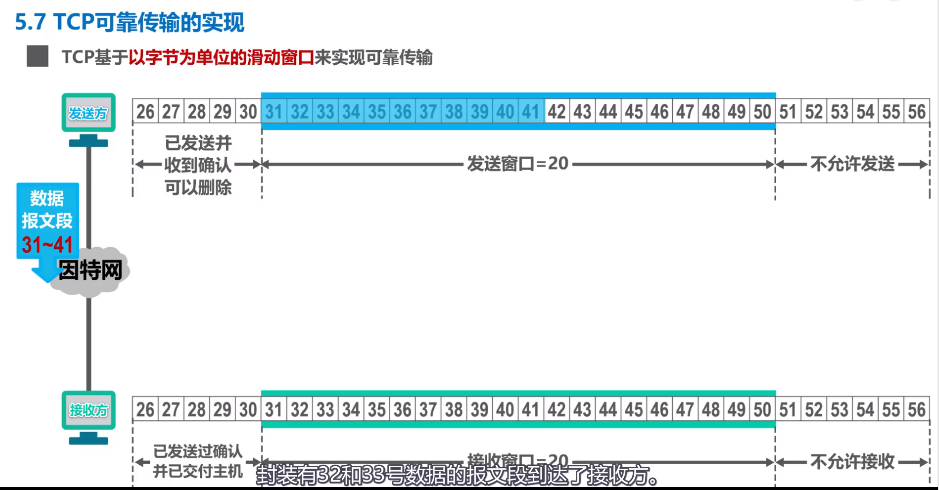 5.7 TCP可靠传输的实现
TCP基于以字节为单位的滑动窗口来实现可靠传输
发送方
26 27 28 29 30 31 32 33 34 35 36 37 38 39 40 41 42 43 44 45 46 47 48 49 50 51 52 53 54 55 56
已发送并
收到确认
可以删除
发送窗口=20
不允许发送
数据
报文段
31~41
因特网
接收方
26 27 28 29 30 31 32 33 34 35 36 37 38 39 40 41 42 43 44 45 46 47 48 49 50 51 52 53 54 55 56
已发送过确认
并已交付主机
接收窗口=20
不允许接收
封装有32和33号数据的报文段到达了接收方。